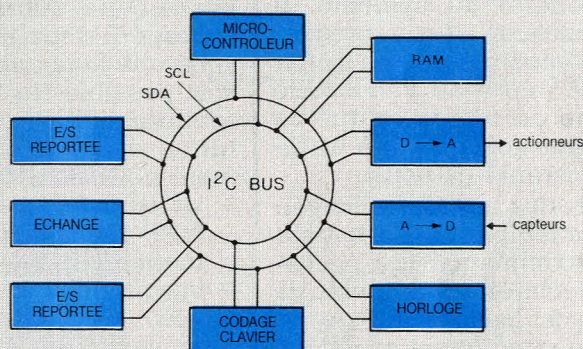 MICRO-
CONTROLEUR
RAM
SCL
SDA
E/S
REPORTEE
D → A
actionneurs
I²C BUS
ECHANGE
A → D
capteurs
E/S
REPORTEE
HORLOGE
CODAGE
CLAVIER